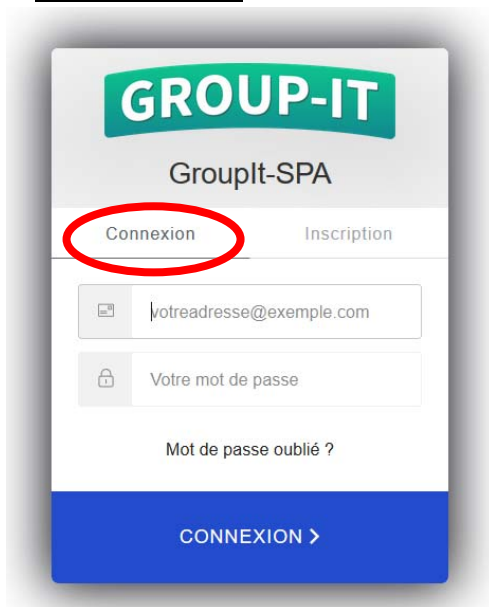 GROUP-IT
GroupIt-SPA
Connexion Inscription
votreadresse@exemple.com
Votre mot de passe
Mot de passe oublié ?
CONNEXION >